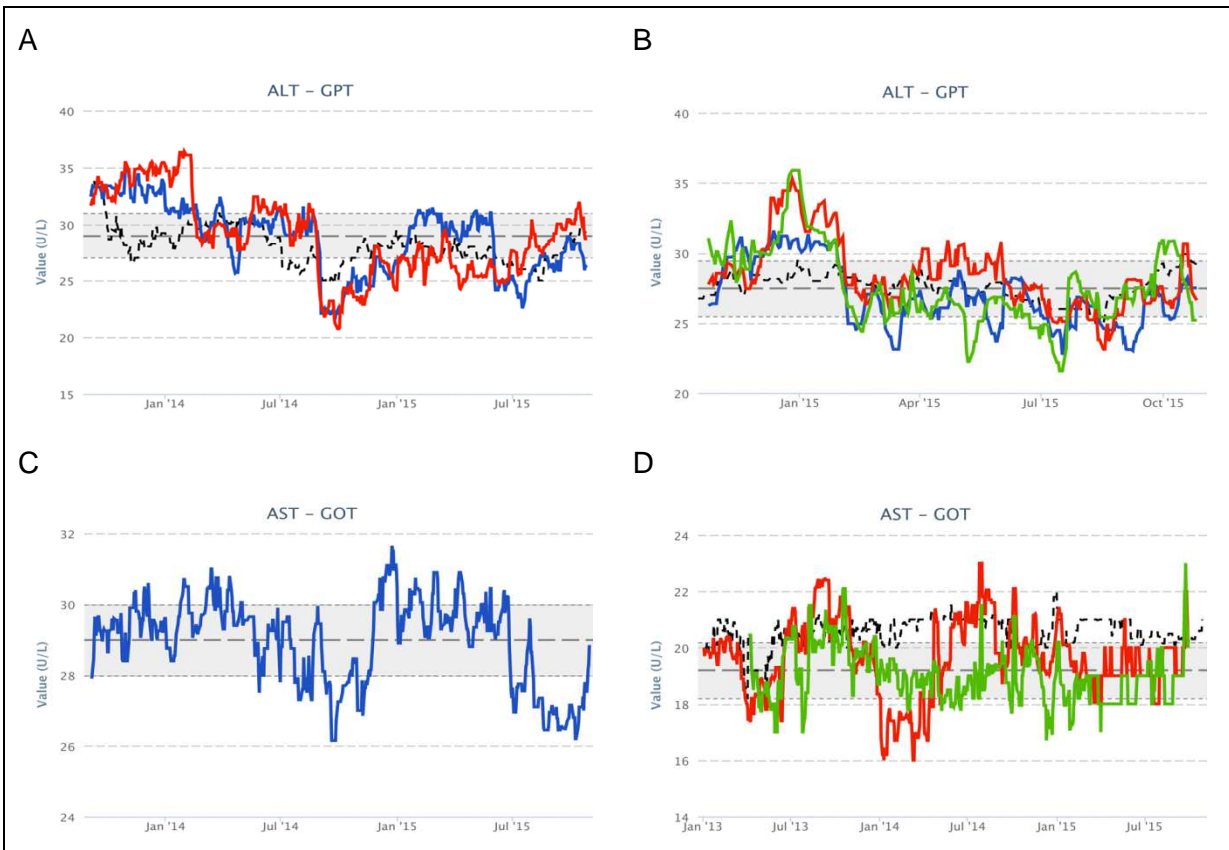 A
ALT – GPT
Value (U/L)
40
35
30
25
20
15
Jan '14
Jul '14
Jan '15
Jul '15
B
ALT – GPT
Value (U/L)
40
35
30
25
20
Jan '15
Apr '15
Jul '15
Oct '15
C
AST – GOT
Value (U/L)
32
30
28
26
24
Jan '14
Jul '14
Jan '15
Jul '15
D
AST – GOT
Value (U/L)
24
22
20
18
16
14
Jan '13
Jul '13
Jan '14
Jul '14
Jan '15
Jul '15